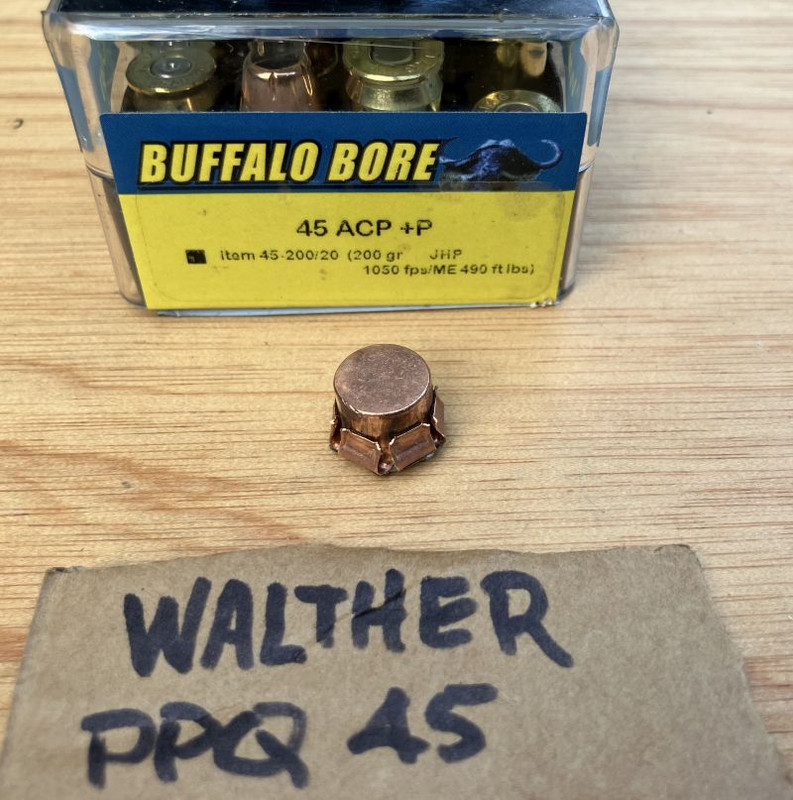 BUFFALO BORE
45 ACP +P
Item 45-200/20 (200 gr JHP
1050 fps/ME 490 ft lbs)
WALTHER
PPQ 45